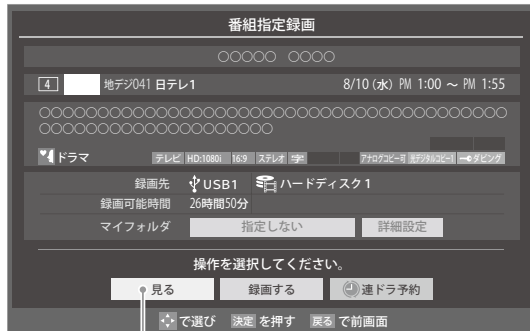 番組指定録画
○○○○○ ○○○○
4 地デジ041 日テレ1 8/10 (水) PM 1:00 ～ PM 1:55
○○○○○○○○○○○○○○○○○○○○○○○○○○○○○○○○○○○○○○○○
○○○○○○○○○○○○○○○○○○○○
ドラマ テレビ HD:1080i 16:9 ステレオ 字 アナログコピー可 光デジタルコピー1 ダビング
録画先 USB1 ハードディスク1
録画可能時間 26時間50分
マイフォルダ 指定しない 詳細設定
操作を選択してください。
見る 録画する 連ドラ予約
で選び 決定 を押す 戻る で前画面